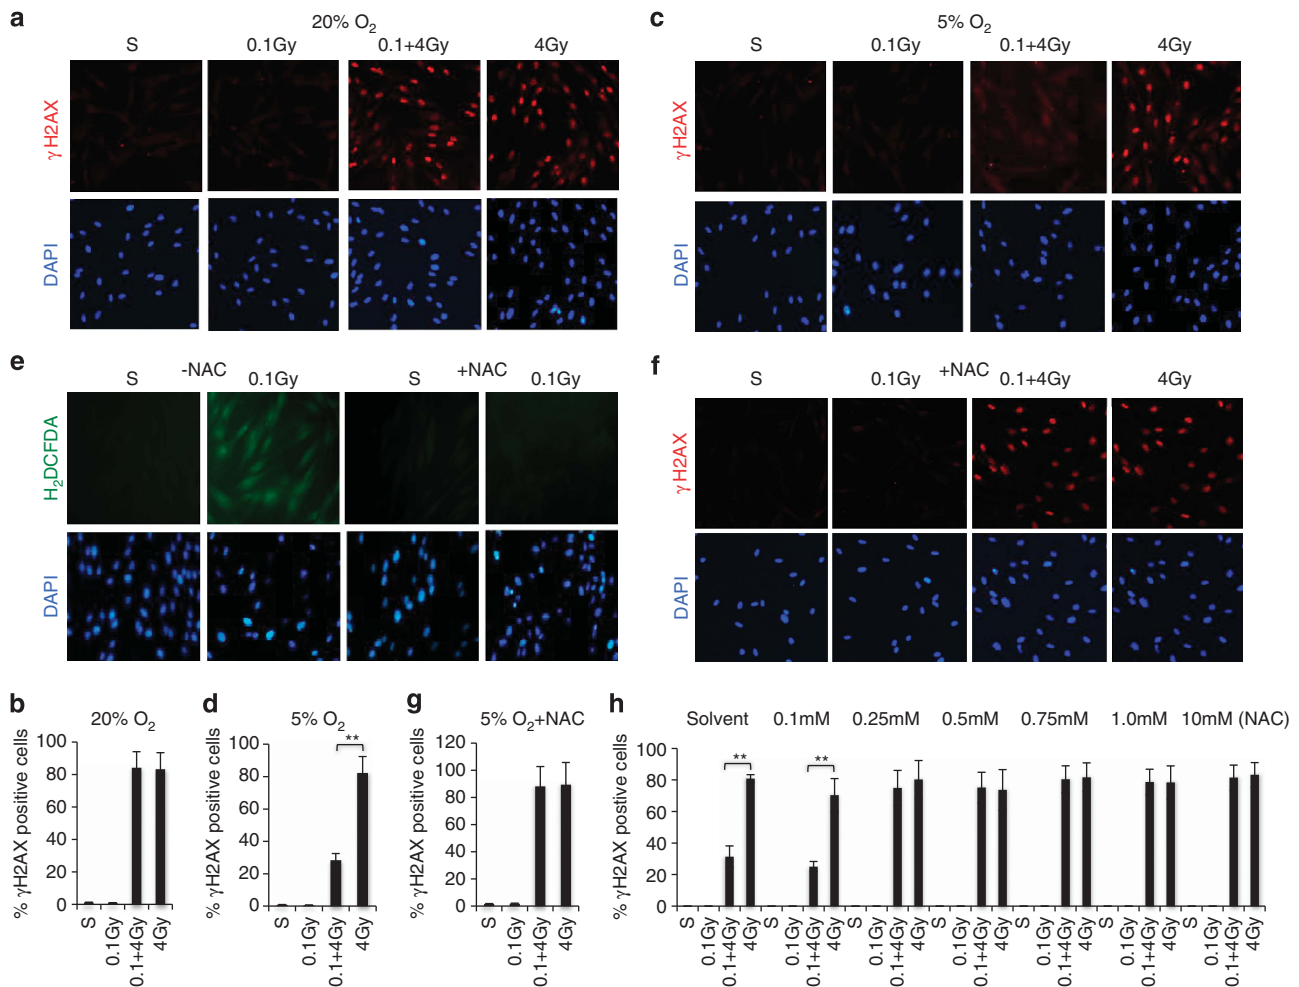 a
20% O2
S 0.1Gy 0.1+4Gy 4Gy
γH2AX
DAPI
c
5% O2
S 0.1Gy 0.1+4Gy 4Gy
γH2AX
DAPI
e
-NAC +NAC
S 0.1Gy S 0.1Gy
H2DCFDA
DAPI
f
+NAC
S 0.1Gy 0.1+4Gy 4Gy
γH2AX
DAPI
b
20% O2
% γH2AX positive cells
100
80
60
40
20
0
S 0.1Gy 0.1+4Gy 4Gy
d
5% O2
% γH2AX positive cells
100
80
60
40
20
0
**
S 0.1Gy 0.1+4Gy 4Gy
g
5% O2+NAC
% γH2AX positive cells
120
100
80
60
40
20
0
S 0.1Gy 0.1+4Gy 4Gy
h
Solvent 0.1mM 0.25mM 0.5mM 0.75mM 1.0mM 10mM (NAC)
% γH2AX postive cells
100
80
60
40
20
0
** **
S 0.1Gy 0.1+4Gy 4Gy S 0.1Gy 0.1+4Gy 4Gy S 0.1Gy 0.1+4Gy 4Gy S 0.1Gy 0.1+4Gy 4Gy S 0.1Gy 0.1+4Gy 4Gy S 0.1Gy 0.1+4Gy 4Gy S 0.1Gy 0.1+4Gy 4Gy